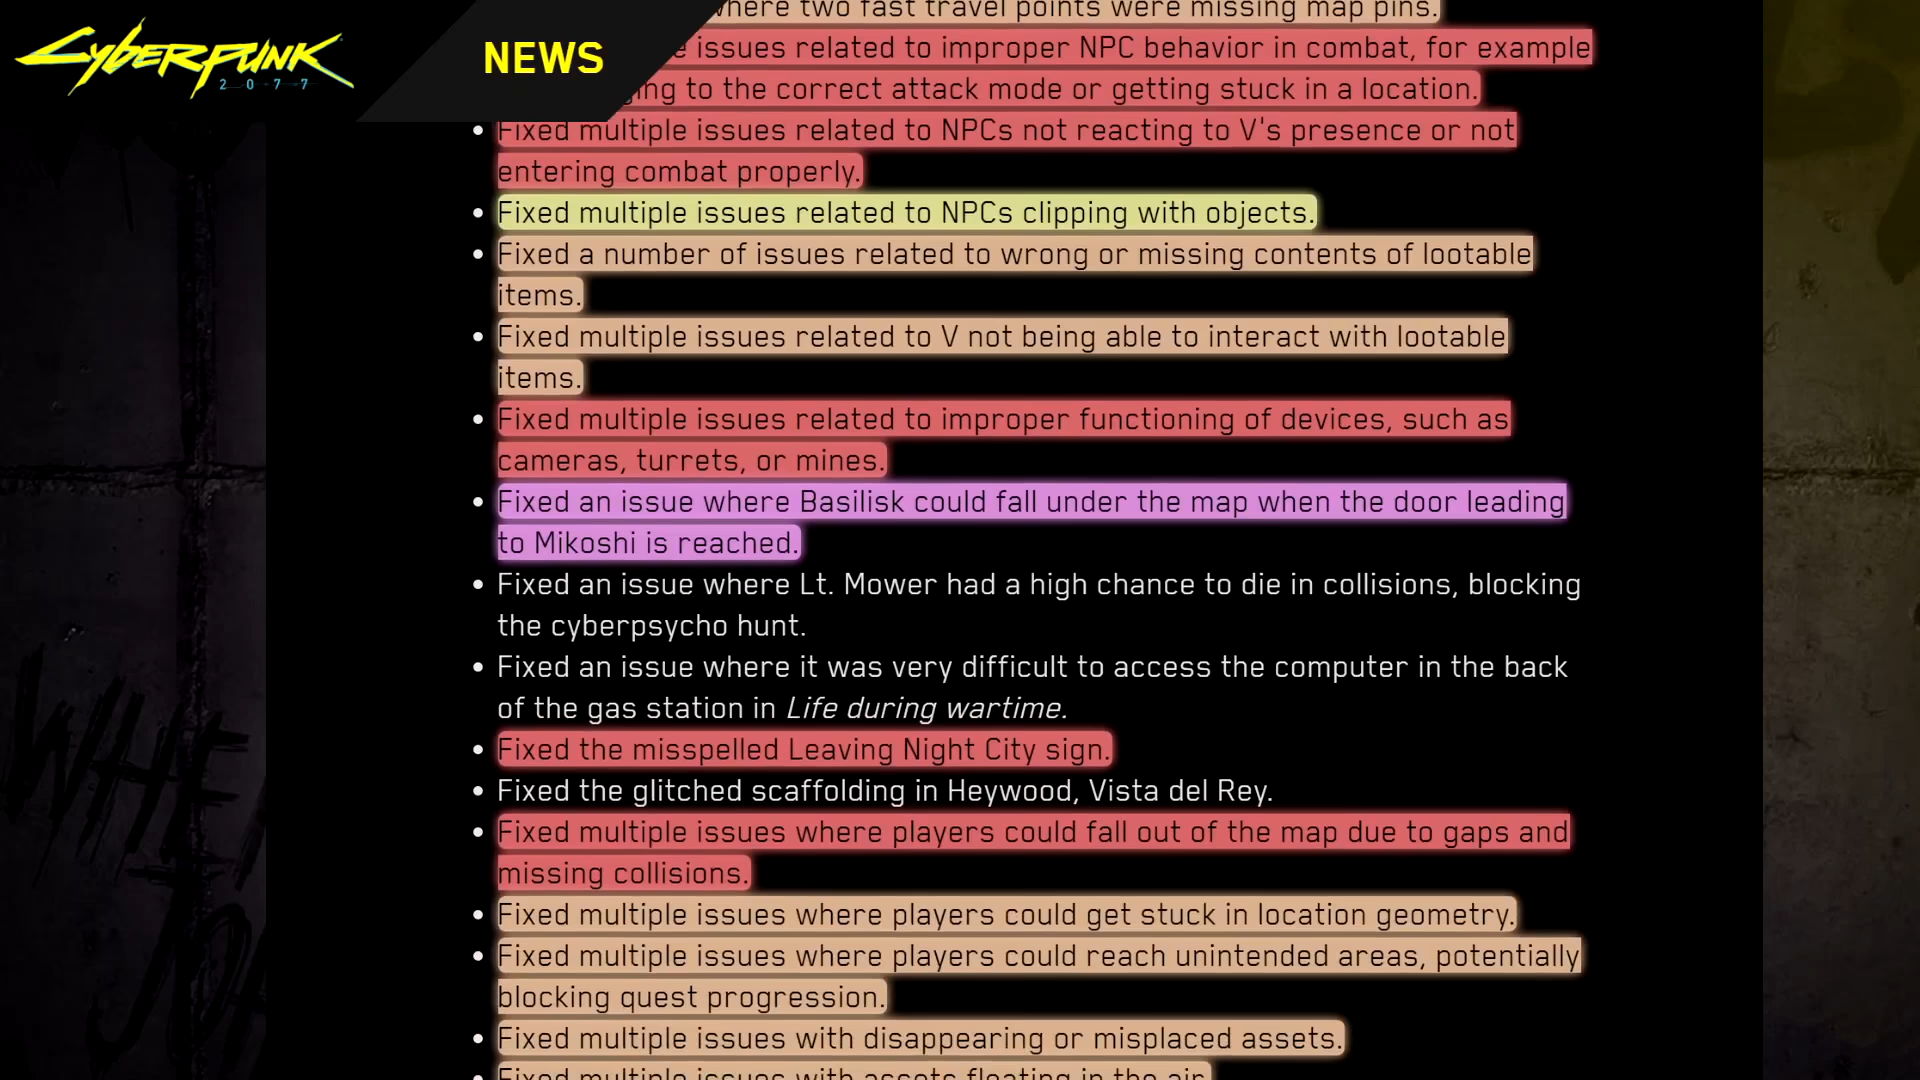 Cyberpunk
2077
NEWS
where two fast travel points were missing map pins.
issues related to improper NPC behavior in combat, for example
to the correct attack mode or getting stuck in a location.
• Fixed multiple issues related to NPCs not reacting to V's presence or not
entering combat properly.
• Fixed multiple issues related to NPCs clipping with objects.
• Fixed a number of issues related to wrong or missing contents of lootable
items.
• Fixed multiple issues related to V not being able to interact with lootable
items.
• Fixed multiple issues related to improper functioning of devices, such as
cameras, turrets, or mines.
• Fixed an issue where Basilisk could fall under the map when the door leading
to Mikoshi is reached.
• Fixed an issue where Lt. Mower had a high chance to die in collisions, blocking
the cyberpsycho hunt.
• Fixed an issue where it was very difficult to access the computer in the back
of the gas station in Life during wartime.
• Fixed the misspelled Leaving Night City sign.
• Fixed the glitched scaffolding in Heywood, Vista del Rey.
• Fixed multiple issues where players could fall out of the map due to gaps and
missing collisions.
• Fixed multiple issues where players could get stuck in location geometry.
• Fixed multiple issues where players could reach unintended areas, potentially
blocking quest progression.
• Fixed multiple issues with disappearing or misplaced assets.
• Fixed multiple issues with assets floating in the air.